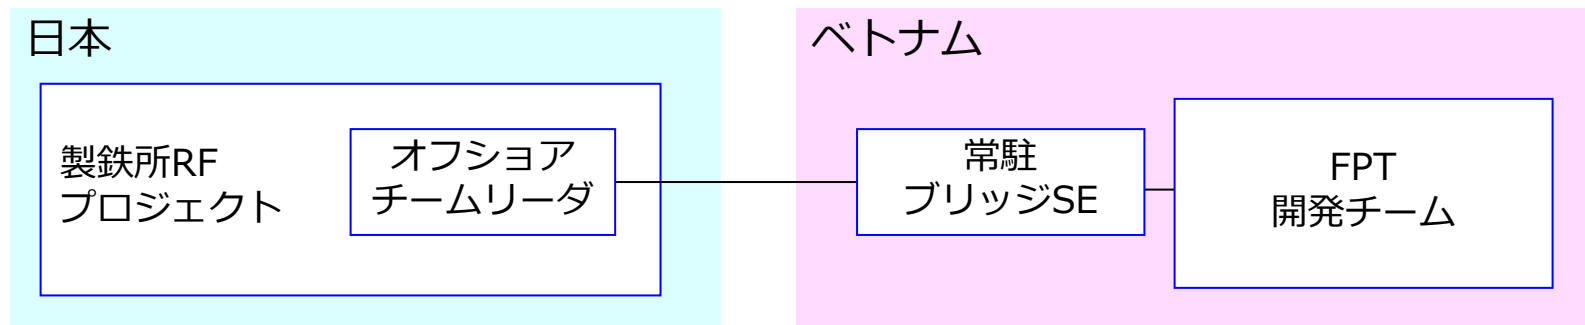 日本
製鉄所RF
プロジェクト
オフショア
チームリーダ
ベトナム
常駐
ブリッジSE
FPT
開発チーム